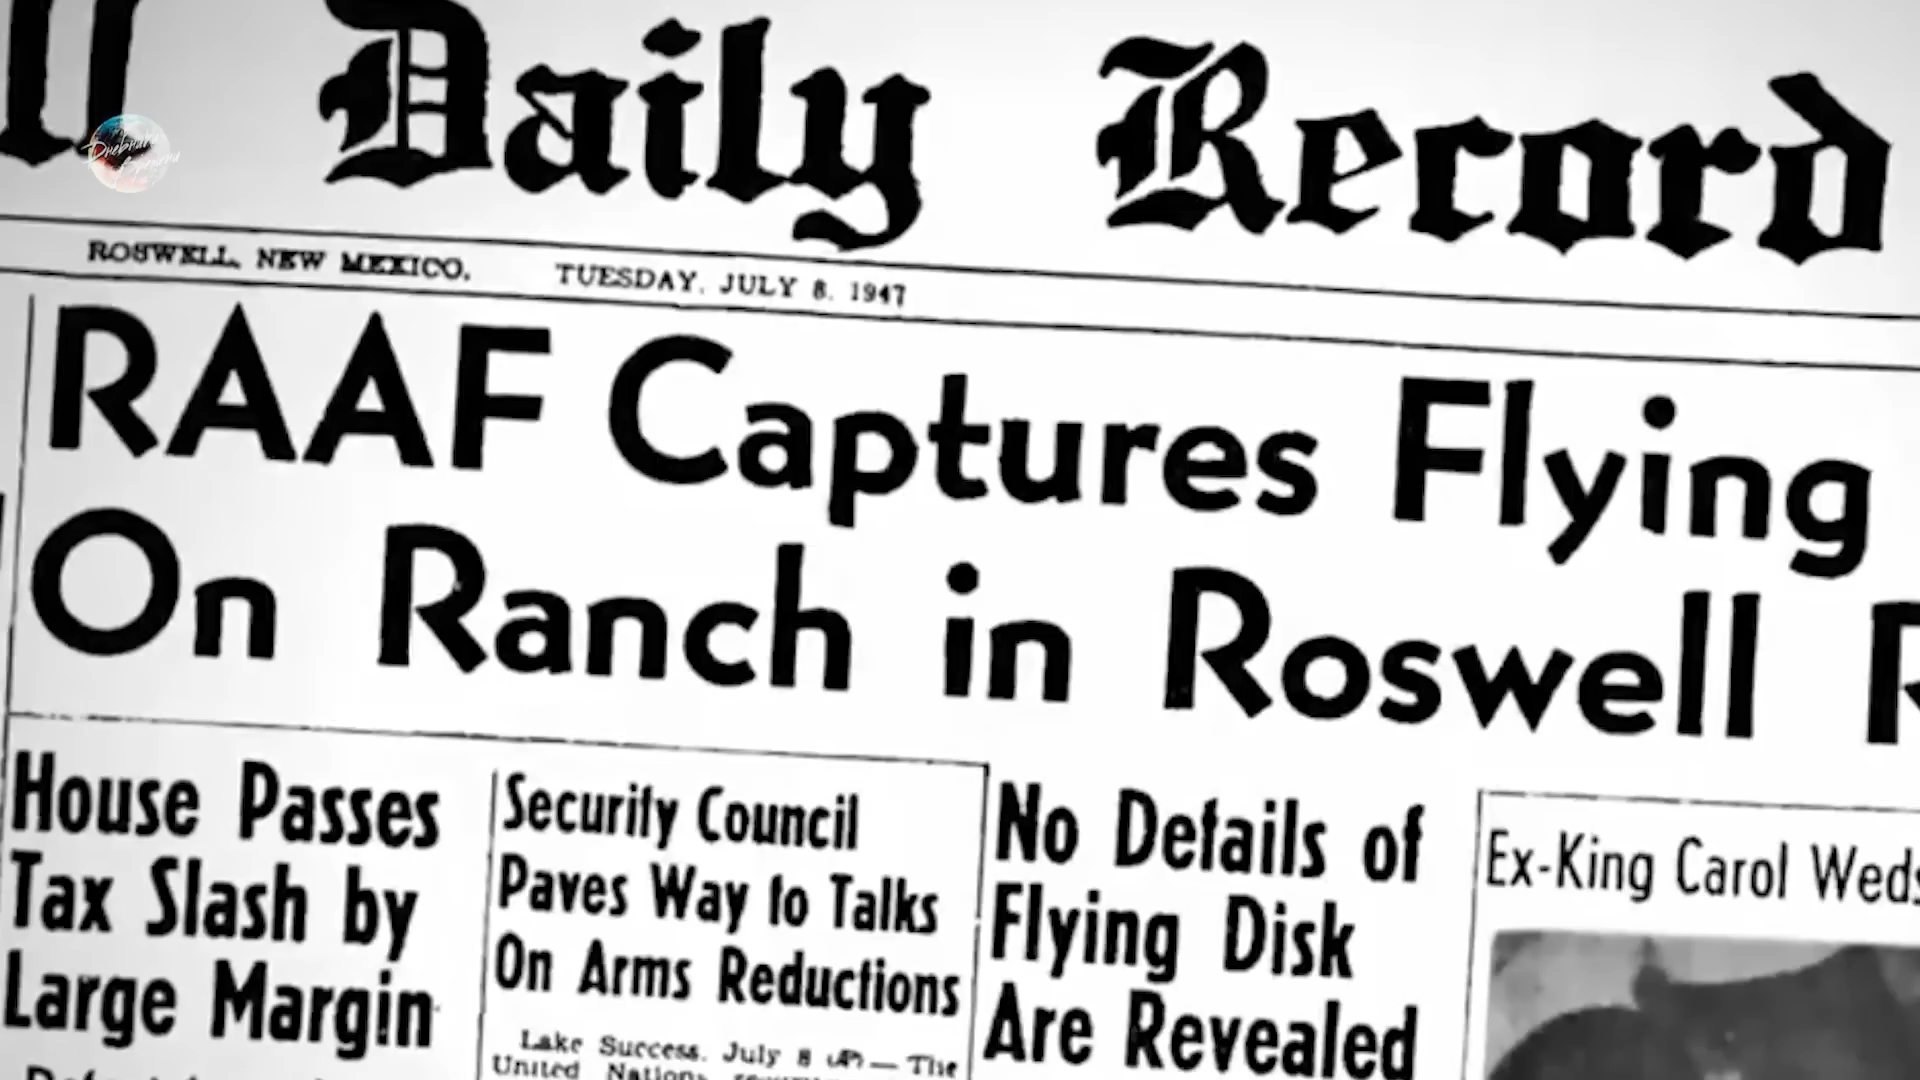 ll Daily Record
ROSWELL, NEW MEXICO, TUESDAY, JULY 8, 1947
RAAF Captures Flying
On Ranch in Roswell R
House Passes
Tax Slash by
Large Margin
Security Council
Paves Way to Talks
On Arms Reductions
Lake Success, July 8 (AP) — The
United Nations
No Details of
Flying Disk
Are Revealed
Ex-King Carol Weds